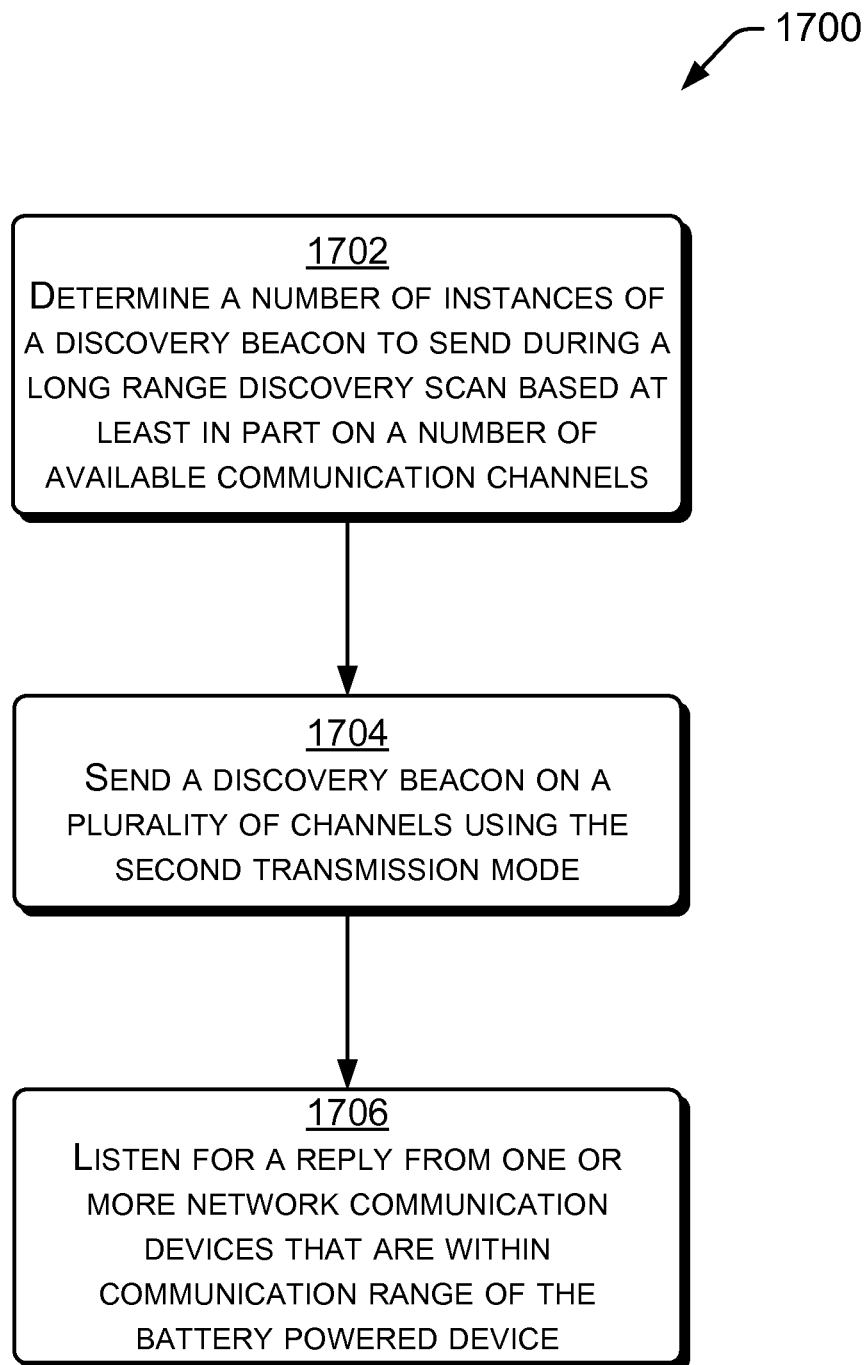 1700
1702
DETERMINE A NUMBER OF INSTANCES OF
A DISCOVERY BEACON TO SEND DURING A
LONG RANGE DISCOVERY SCAN BASED AT
LEAST IN PART ON A NUMBER OF
AVAILABLE COMMUNICATION CHANNELS
1704
SEND A DISCOVERY BEACON ON A
PLURALITY OF CHANNELS USING THE
SECOND TRANSMISSION MODE
1706
LISTEN FOR A REPLY FROM ONE OR
MORE NETWORK COMMUNICATION
DEVICES THAT ARE WITHIN
COMMUNICATION RANGE OF THE
BATTERY POWERED DEVICE